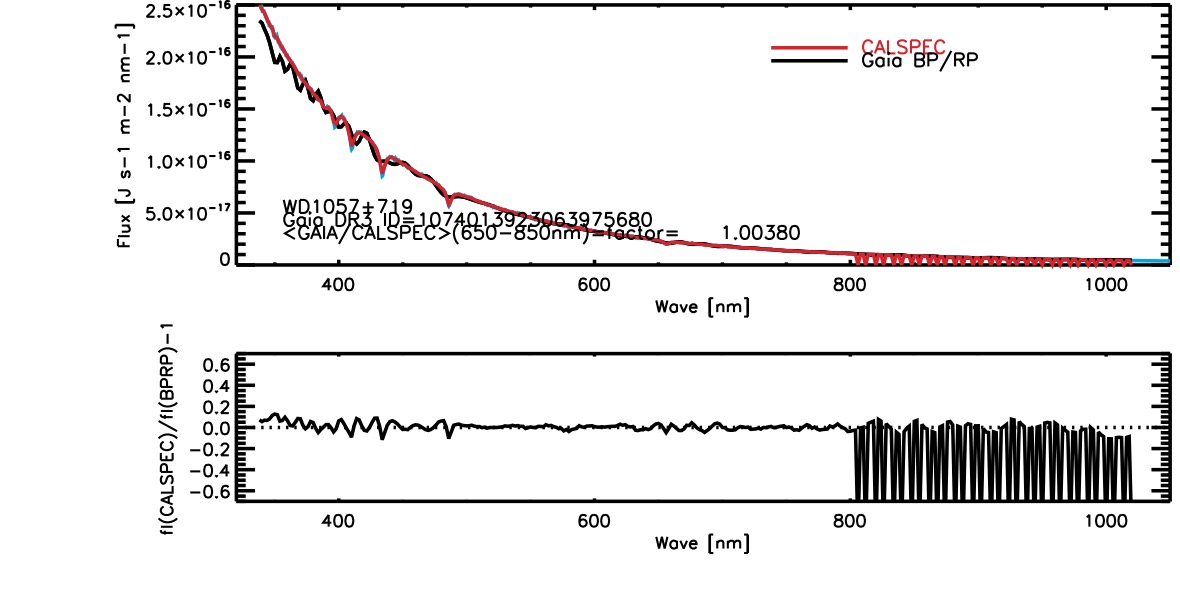 2.5×10−16
2.0×10−16
1.5×10−16
1.0×10−16
5.0×10−17
0
Flux [J s−1 m−2 nm−1]
CALSPEC
Gaia BP/RP
WD1057+719
Gaia DR3 ID=1074013923063975680
<GAIA/CALSPEC>(650−850nm)=factor= 1.00380
400 600 800 1000
Wave [nm]
0.6
0.4
0.2
0.0
−0.2
−0.4
−0.6
fl(CALSPEC)/fl(BPRP)−1
400 600 800 1000
Wave [nm]